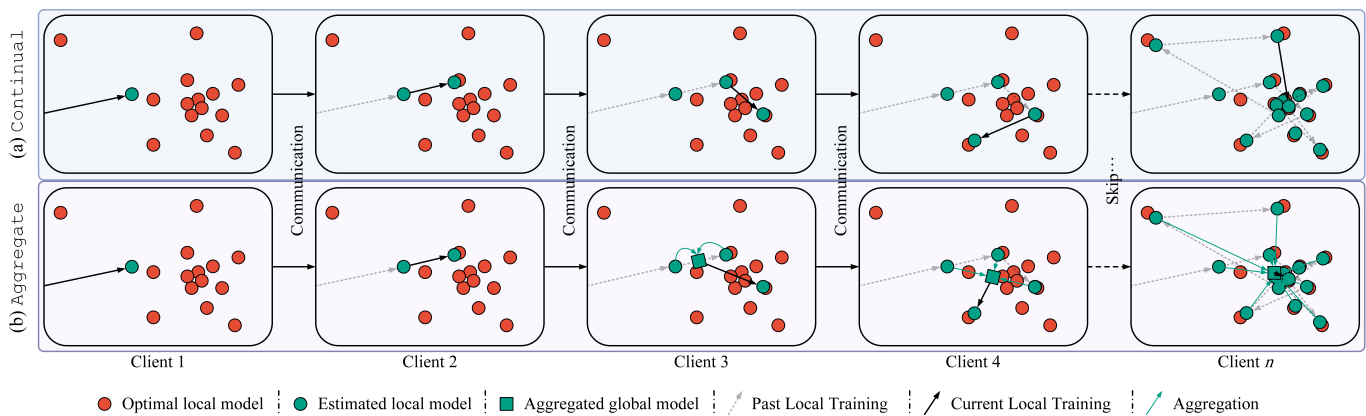 (a) Continual
Communication
Communication
Communication
Skip···
(b) Aggregate
Client 1
Client 2
Client 3
Client 4
Client n
Optimal local model
Estimated local model
Aggregated global model
Past Local Training
Current Local Training
Aggregation